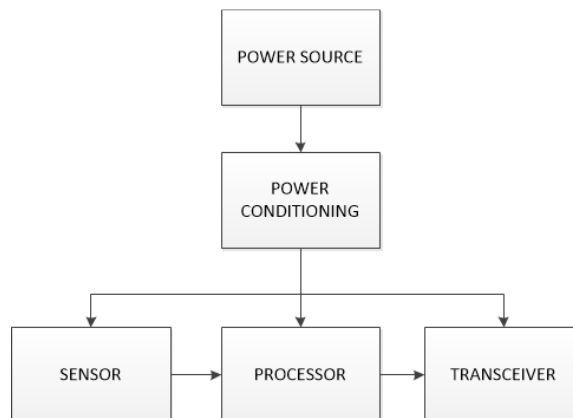 POWER SOURCE
POWER
CONDITIONING
SENSOR
PROCESSOR
TRANSCEIVER